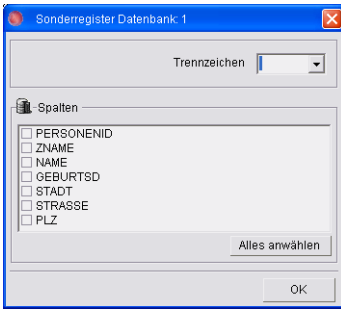 Sonderregister Datenbank: 1
Trennzeichen
Spalten
PERSONENID
ZNAME
NAME
GEBURTSD
STADT
STRASSE
PLZ
Alles anwählen
OK